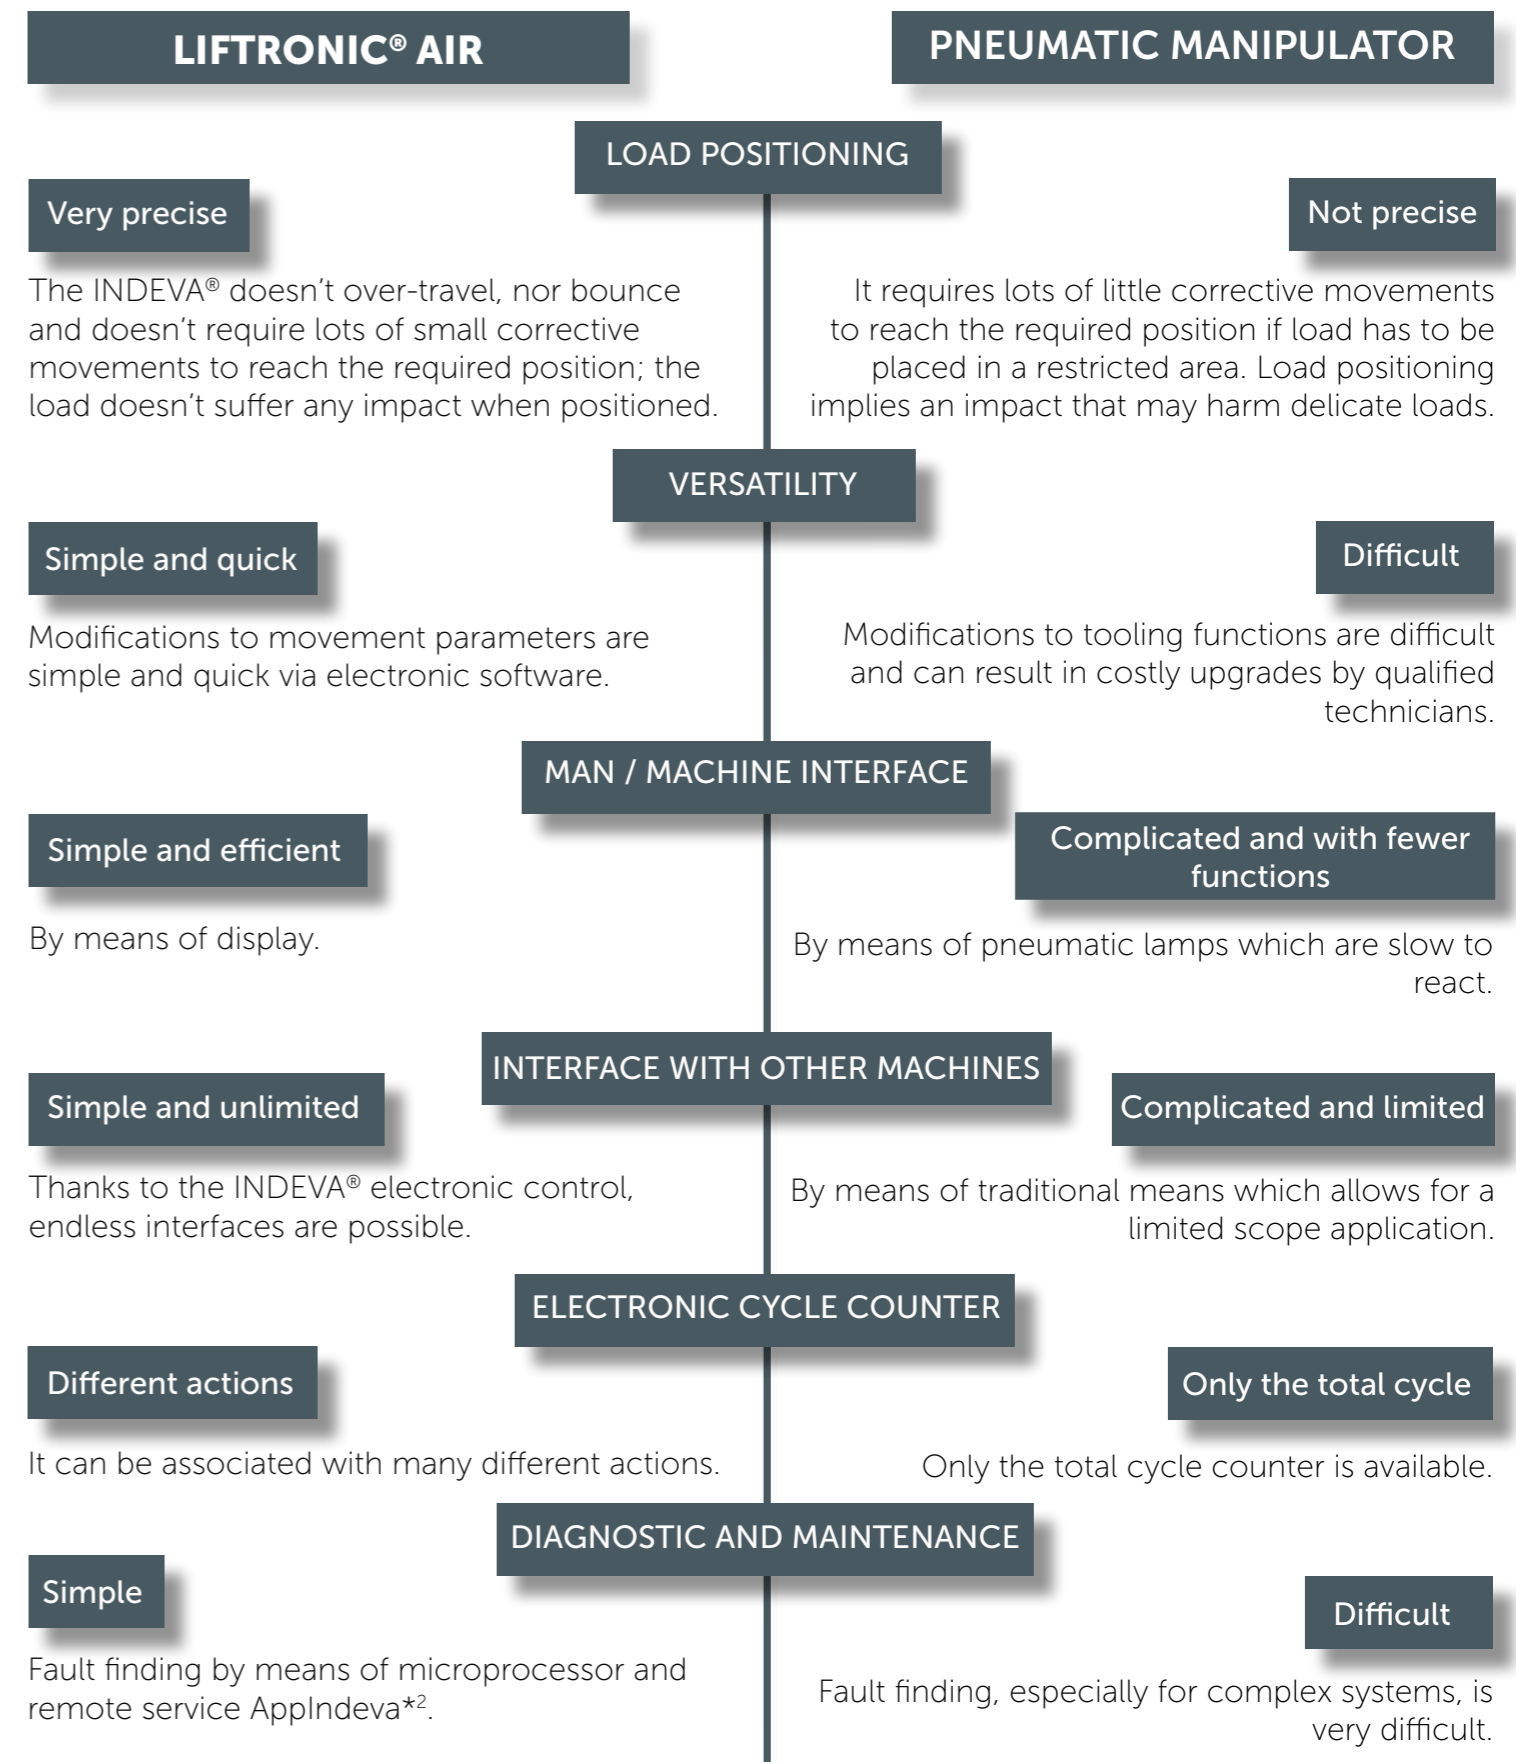 LIFTRONIC® AIR
PNEUMATIC MANIPULATOR
LOAD POSITIONING
Very precise
The INDEVA® doesn't over-travel, nor bounce
and doesn't require lots of small corrective
movements to reach the required position; the
load doesn't suffer any impact when positioned.
Not precise
It requires lots of little corrective movements
to reach the required position if load has to be
placed in a restricted area. Load positioning
implies an impact that may harm delicate loads.
VERSATILITY
Simple and quick
Modifications to movement parameters are
simple and quick via electronic software.
Difficult
Modifications to tooling functions are difficult
and can result in costly upgrades by qualified
technicians.
MAN / MACHINE INTERFACE
Simple and efficient
By means of display.
Complicated and with fewer
functions
By means of pneumatic lamps which are slow to
react.
INTERFACE WITH OTHER MACHINES
Simple and unlimited
Thanks to the INDEVA® electronic control,
endless interfaces are possible.
Complicated and limited
By means of traditional means which allows for a
limited scope application.
ELECTRONIC CYCLE COUNTER
Different actions
It can be associated with many different actions.
Only the total cycle
Only the total cycle counter is available.
DIAGNOSTIC AND MAINTENANCE
Simple
Fault finding by means of microprocessor and
remote service AppIndeva*².
Difficult
Fault finding, especially for complex systems, is
very difficult.